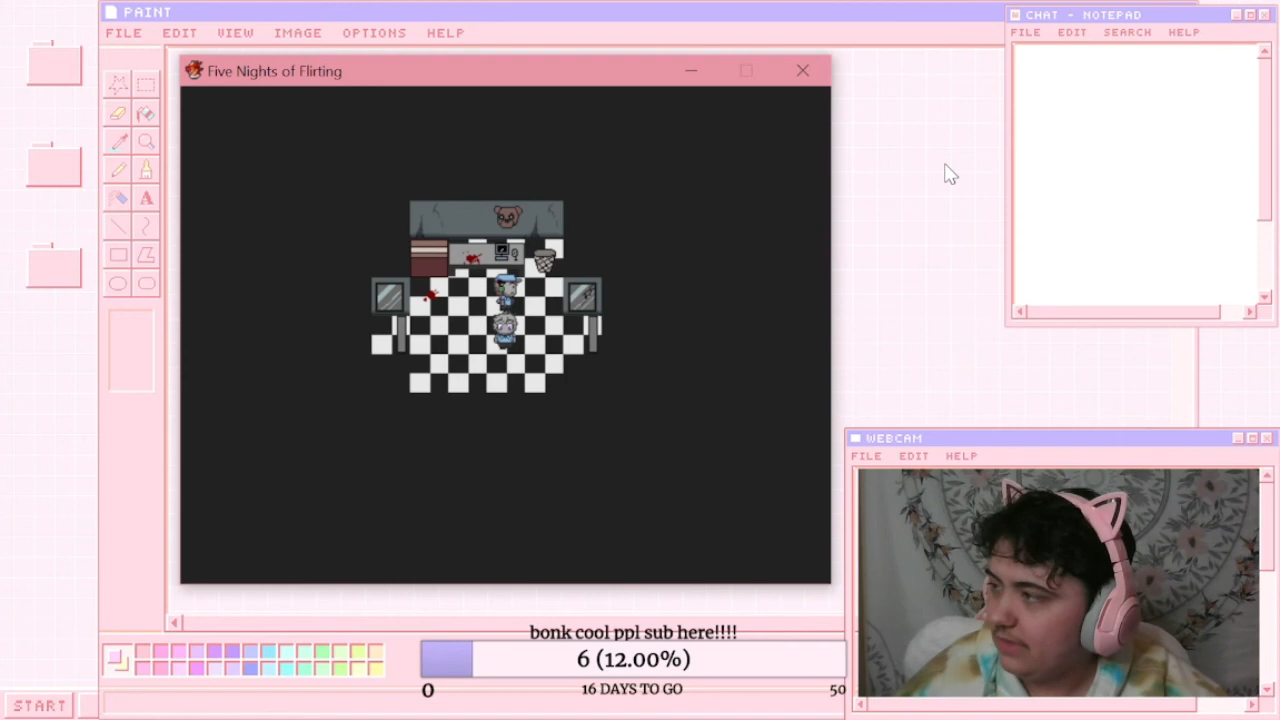 PAINT
FILE EDIT VIEW IMAGE OPTIONS HELP
Five Nights of Flirting
CHAT - NOTEPAD
FILE EDIT SEARCH HELP
A
WEBCAM
FILE EDIT HELP
bonk cool ppl sub here!!!!
6 (12.00%)
0 16 DAYS TO GO 50
START